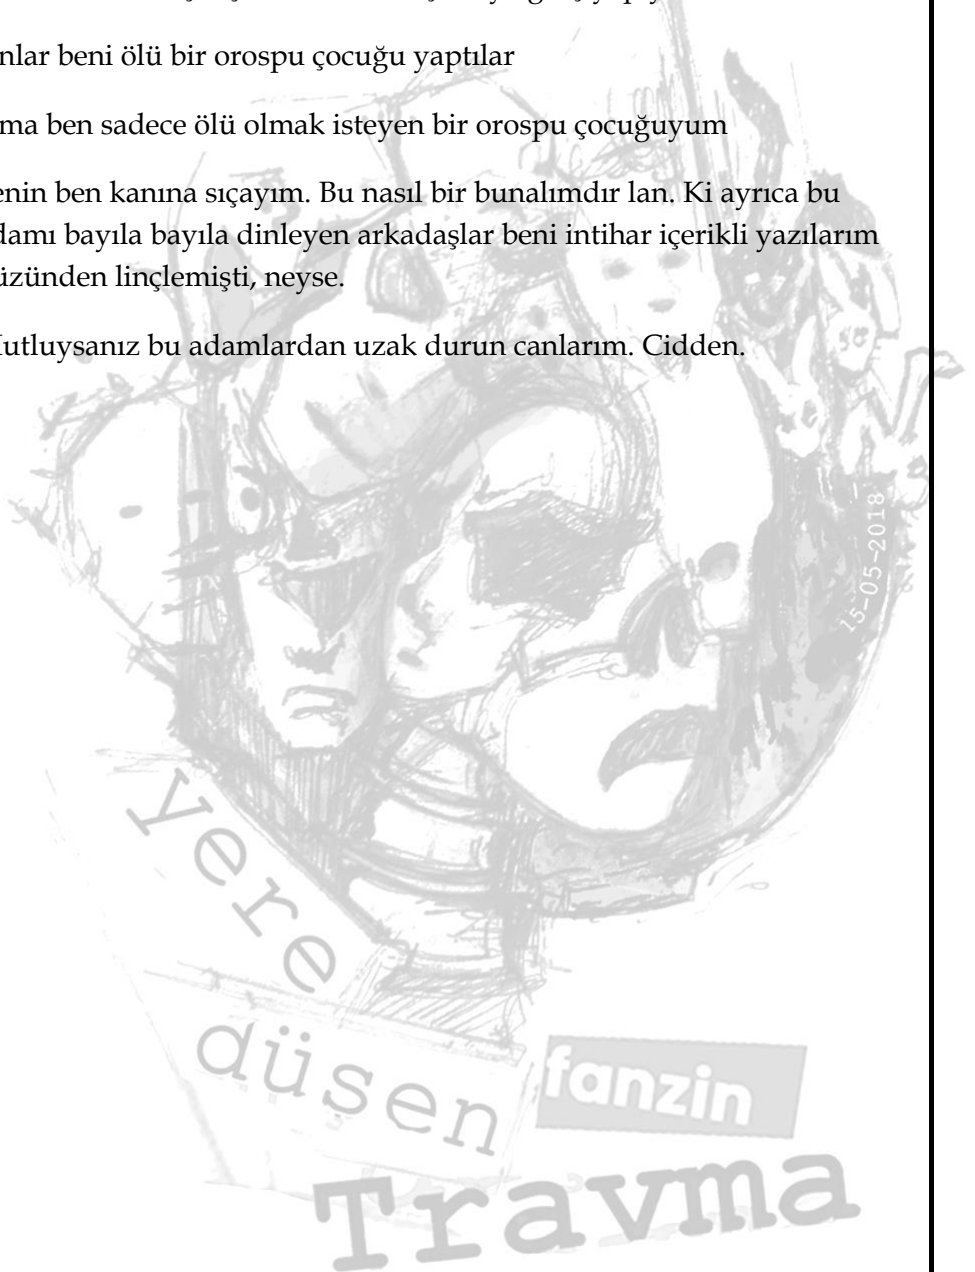 nlar beni ölü bir orospu çocuğu yaptılar
ma ben sadece ölü olmak isteyen bir orospu çocuğuyum
enin ben kanına sıçayım. Bu nasıl bir bunalımdır lan. Ki ayrıca bu
damı bayıla bayıla dinleyen arkadaşlar beni intihar içerikli yazılarım
üzünden linçlemişti, neyse.
utluysanız bu adamlardan uzak durun canlarım. Cidden.
15-05-2018
yere
düşen
fanzin
Travma